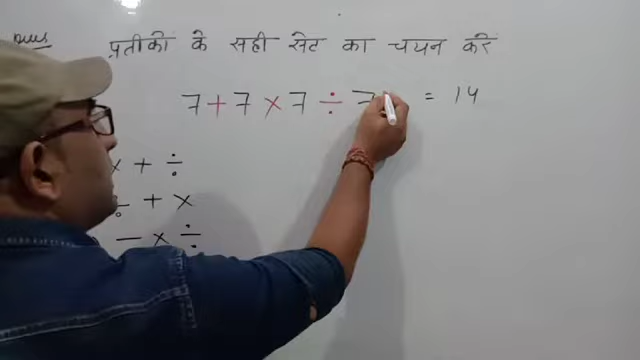 प्रतीको के सही सेट का चयन करे
7 + 7 × 7 ÷ 7 = 14
× + ÷
÷ + ×
− × ÷